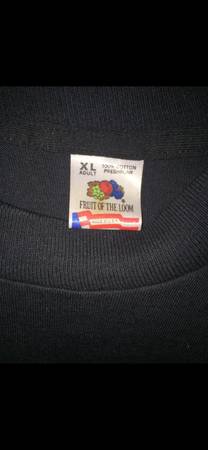 XL
ADULT
100% COTTON
PRESHRUNK
FRUIT OF THE LOOM
®